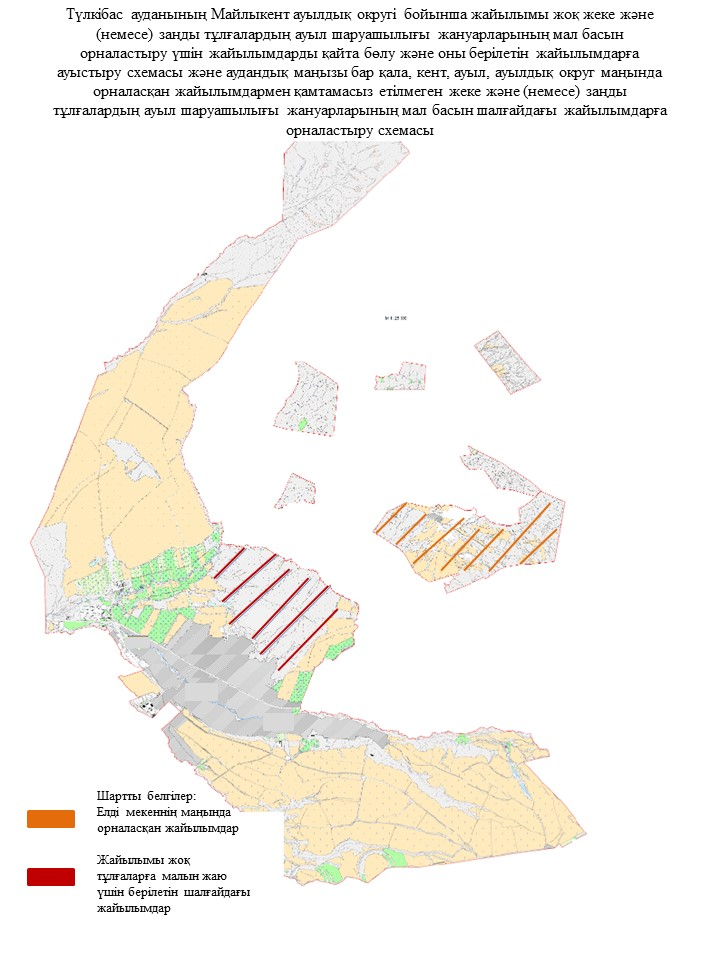 Түлкібас ауданының Майлыкент ауылдық округі бойынша жайылымы жоқ жеке және
(немесе) заңды тұлғалардың ауыл шаруашылығы жануарларының мал басын
орналастыру үшін жайылымдарды қайта бөлу және оны берілетін жайылымдарға
ауыстыру схемасы және аудандық маңызы бар қала, кент, ауыл, ауылдық округ маңында
орналасқан жайылымдармен қамтамасыз етілмеген жеке және (немесе) заңды
тұлғалардың ауыл шаруашылығы жануарларының мал басын шалғайдағы жайылымдарға
орналастыру схемасы
Шартты белгілер:
Елді мекеннің маңында
орналасқан жайылымдар
Жайылымы жоқ
тұлғаларға малын жаю
үшін берілетін шалғайдағы
жайылымдар